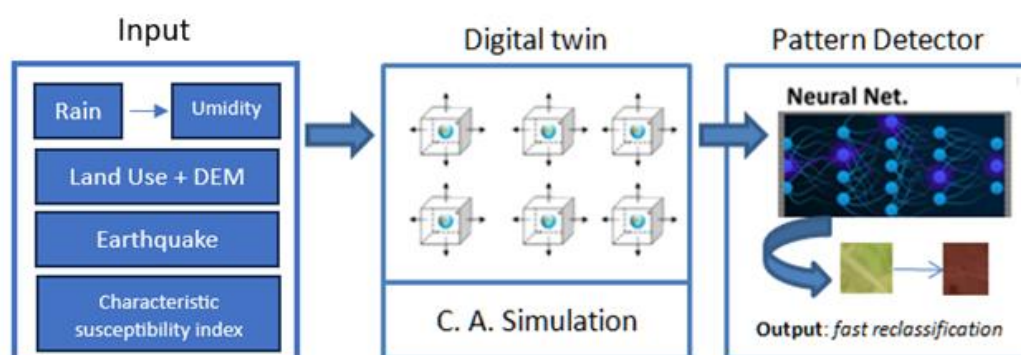 Input
Digital twin
Pattern Detector
Rain
Umidity
Land Use + DEM
Earthquake
Characteristic
susceptibility index
C. A. Simulation
Neural Net.
Output: fast reclassification